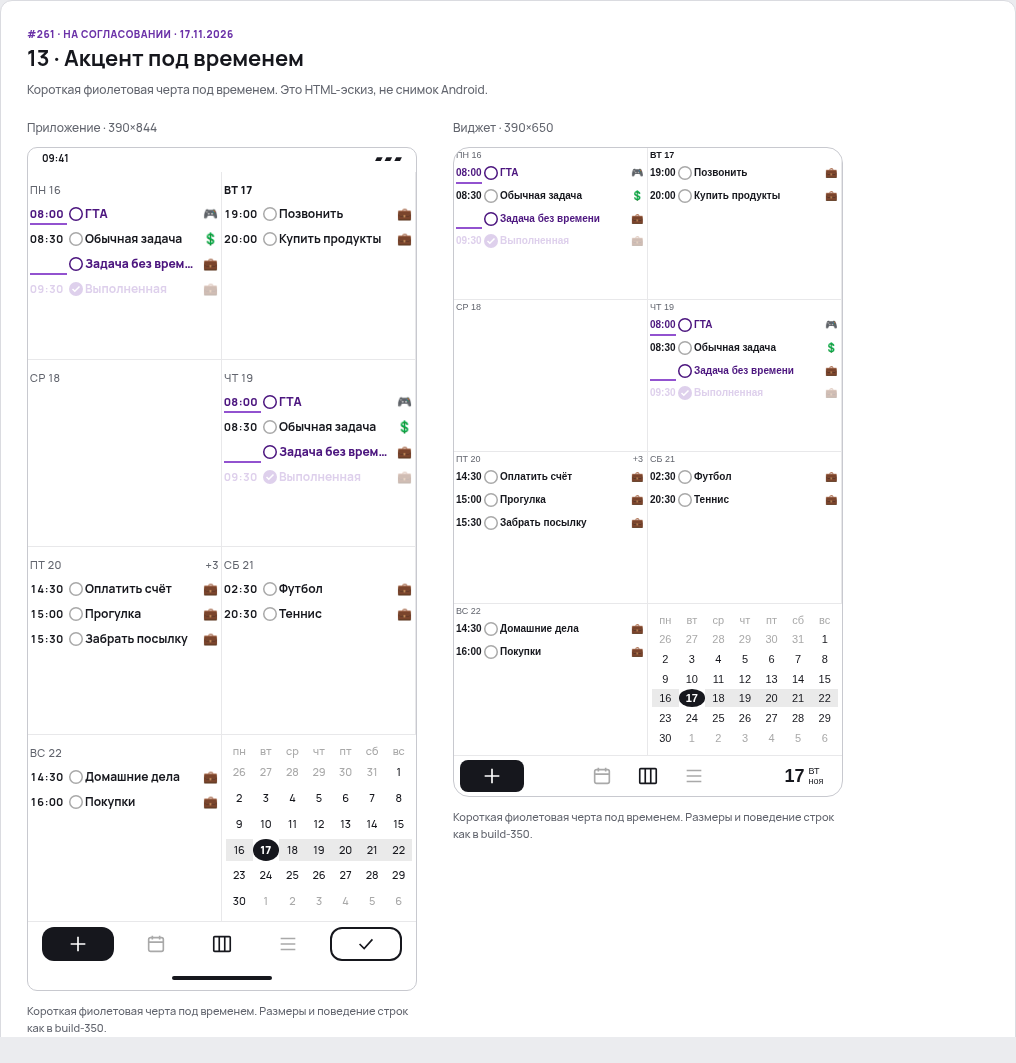 #261 · НА СОГЛАСОВАНИИ · 17.11.2026
13 · Акцент под временем
Короткая фиолетовая черта под временем. Это HTML-эскиз, не снимок Android.
Приложение · 390×844
09:41
ПН 16
08:00 ГТА
08:30 Обычная задача
Задача без врем...
09:30 Выполненная
ВТ 17
19:00 Позвонить
20:00 Купить продукты
СР 18
ЧТ 19
08:00 ГТА
08:30 Обычная задача
Задача без врем...
09:30 Выполненная
ПТ 20 +3
14:30 Оплатить счёт
15:00 Прогулка
15:30 Забрать посылку
СБ 21
02:30 Футбол
20:30 Теннис
ВС 22
14:30 Домашние дела
16:00 Покупки
пн вт ср чт пт сб вс
26 27 28 29 30 31 1
2 3 4 5 6 7 8
9 10 11 12 13 14 15
16 17 18 19 20 21 22
23 24 25 26 27 28 29
30 1 2 3 4 5 6
Короткая фиолетовая черта под временем. Размеры и поведение строк
как в build-350.
Виджет · 390×650
ПН 16
08:00 ГТА
08:30 Обычная задача
Задача без времени
09:30 Выполненная
ВТ 17
19:00 Позвонить
20:00 Купить продукты
СР 18
ЧТ 19
08:00 ГТА
08:30 Обычная задача
Задача без времени
09:30 Выполненная
ПТ 20 +3
14:30 Оплатить счёт
15:00 Прогулка
15:30 Забрать посылку
СБ 21
02:30 Футбол
20:30 Теннис
ВС 22
14:30 Домашние дела
16:00 Покупки
пн вт ср чт пт сб вс
26 27 28 29 30 31 1
2 3 4 5 6 7 8
9 10 11 12 13 14 15
16 17 18 19 20 21 22
23 24 25 26 27 28 29
30 1 2 3 4 5 6
17 ВТ
ноя
Короткая фиолетовая черта под временем. Размеры и поведение строк
как в build-350.